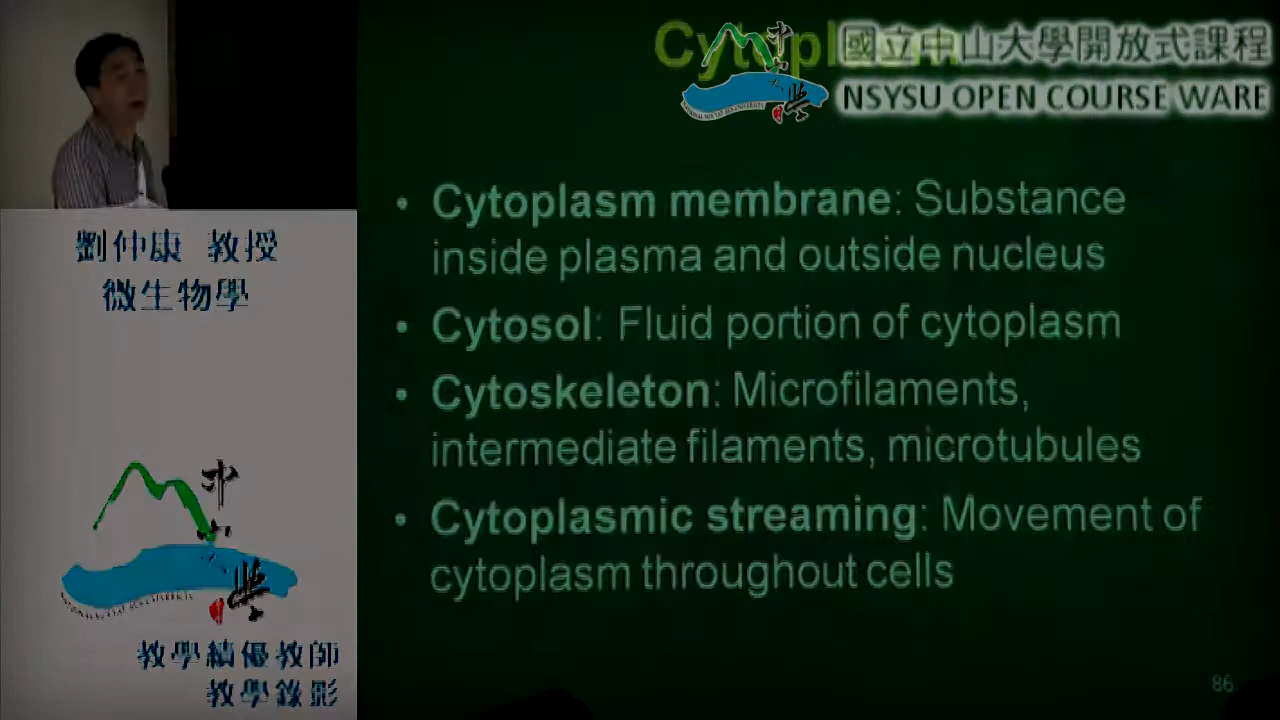 Cytoplasm
國立中山大學開放式課程
NSYSU OPEN COURSE WARE
劉仲康 教授
微生物學
• Cytoplasm membrane: Substance
inside plasma and outside nucleus
• Cytosol: Fluid portion of cytoplasm
• Cytoskeleton: Microfilaments,
intermediate filaments, microtubules
• Cytoplasmic streaming: Movement of
cytoplasm throughout cells
教學績優教師
教學錄影
86